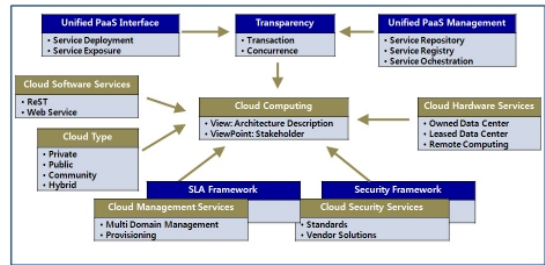 Unified PaaS Interface
• Service Deployment
• Service Exposure
Transparency
• Transaction
• Concurrence
Unified PaaS Management
• Service Repository
• Service Registry
• Service Ochestration
Cloud Software Services
• ReST
• Web Service
Cloud Computing
• View: Architecture Description
• ViewPoint: Stakeholder
Cloud Hardware Services
• Owned Data Center
• Leased Data Center
• Remote Computing
Cloud Type
• Private
• Public
• Community
• Hybrid
SLA Framework
Cloud Management Services
• Multi Domain Management
• Provisioning
Security Framework
Cloud Security Services
• Standards
• Vendor Solutions